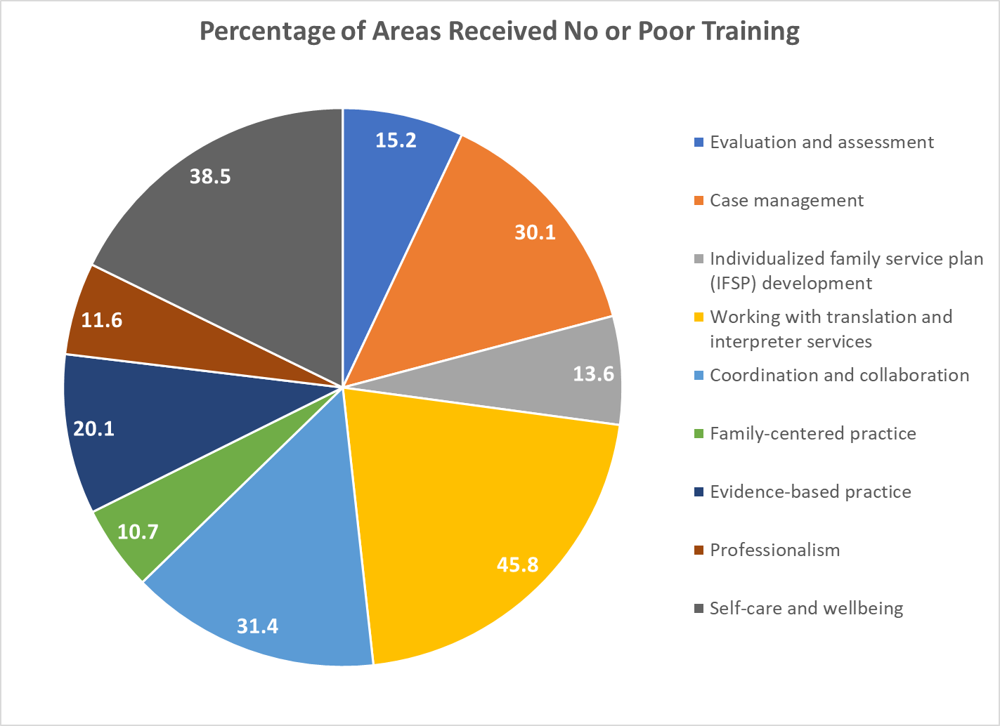 Percentage of Areas Received No or Poor Training
15.2
30.1
13.6
45.8
31.4
10.7
20.1
11.6
38.5
Evaluation and assessment
Case management
Individualized family service plan
(IFSP) development
Working with translation and
interpreter services
Coordination and collaboration
Family-centered practice
Evidence-based practice
Professionalism
Self-care and wellbeing